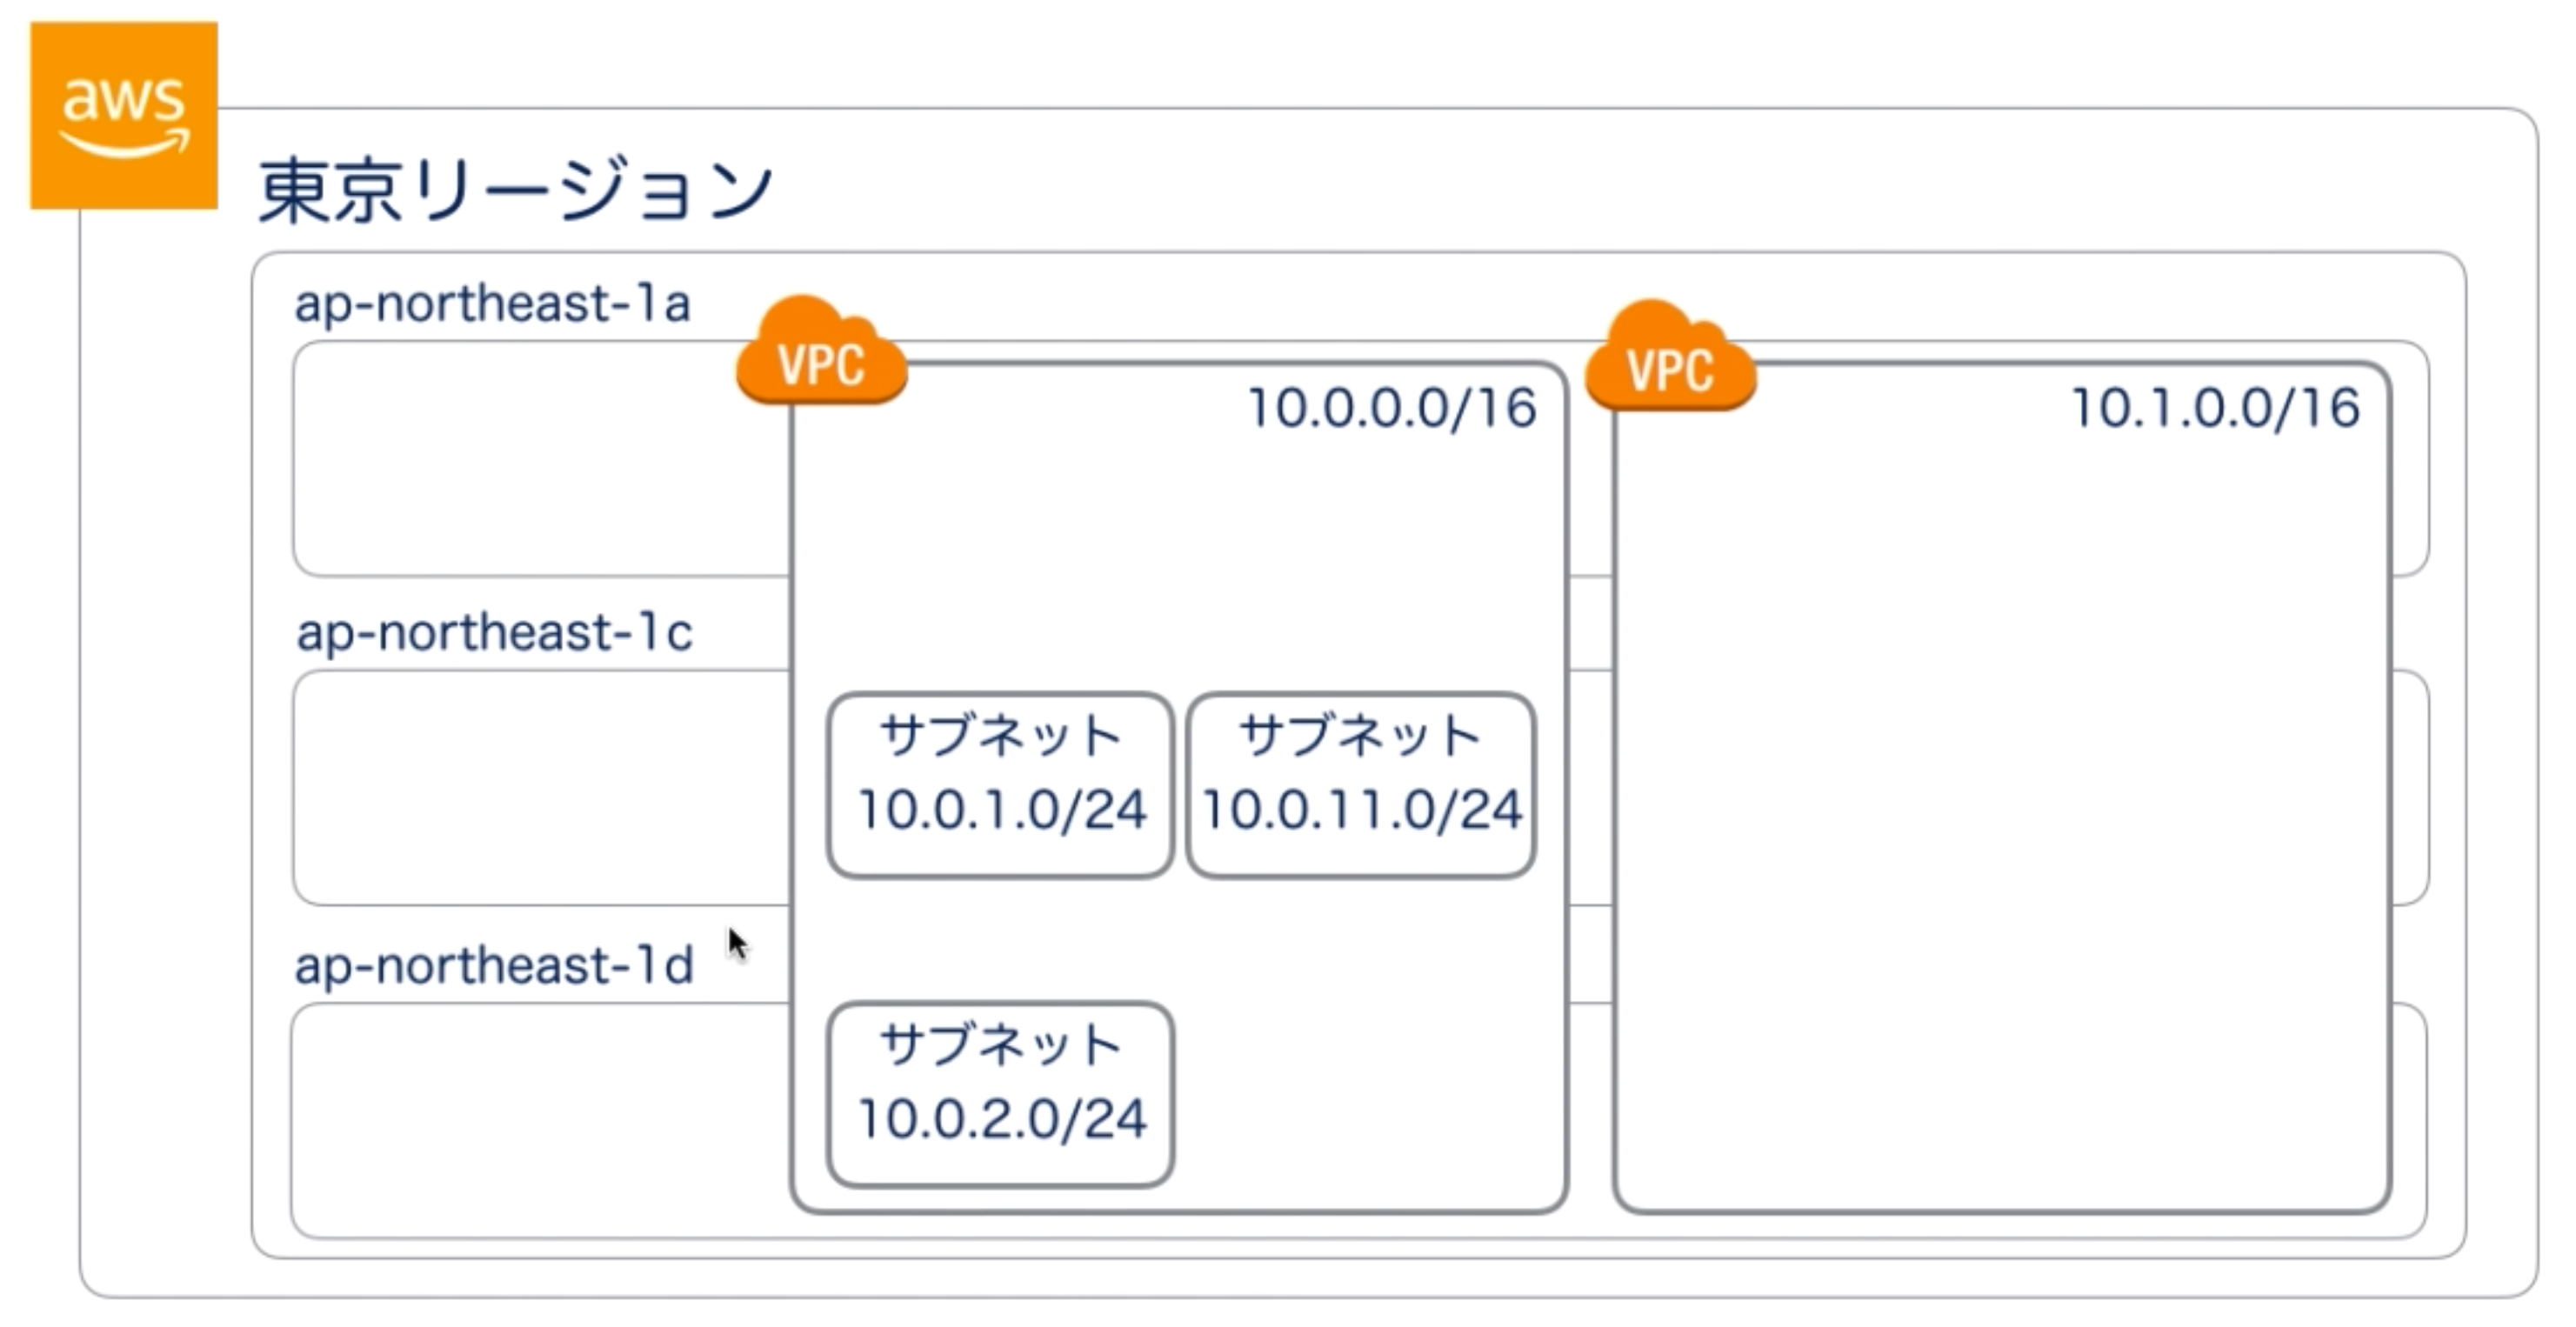 aws
東京リージョン
ap-northeast-1a
VPC
10.0.0.0/16
VPC
10.1.0.0/16
ap-northeast-1c
サブネット
10.0.1.0/24
サブネット
10.0.11.0/24
ap-northeast-1d
サブネット
10.0.2.0/24